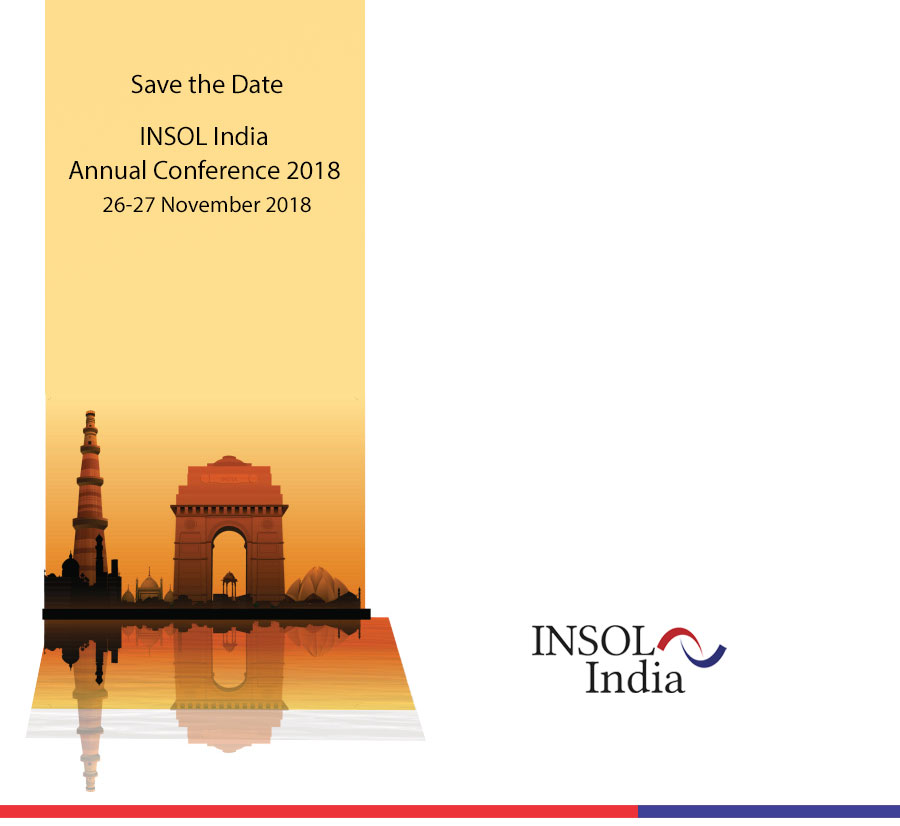 Save the Date
INSOL India
Annual Conference 2018
26-27 November 2018
INSOL
India